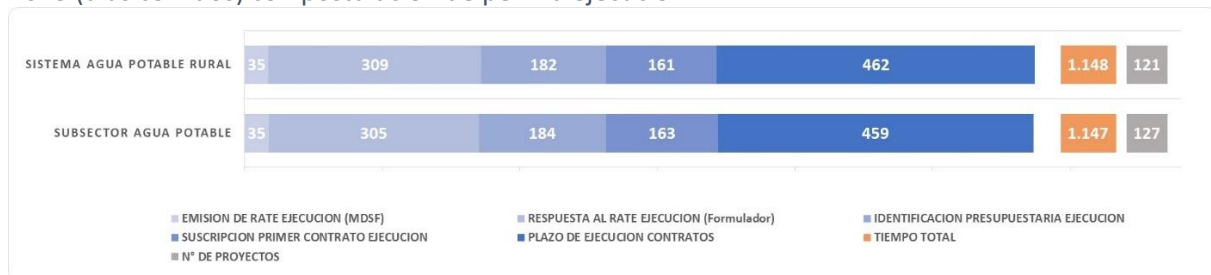 SISTEMA AGUA POTABLE RURAL 35 309 182 161 462 1.148 121
SUBSECTOR AGUA POTABLE 35 305 184 163 459 1.147 127
EMISION DE RATE EJECUCION (MDSF) RESPUESTA AL RATE EJECUCION (Formulador) IDENTIFICACION PRESUPUESTARIA EJECUCION
SUSCRIPCION PRIMER CONTRATO EJECUCION PLAZO DE EJECUCION CONTRATOS TIEMPO TOTAL
N° DE PROYECTOS